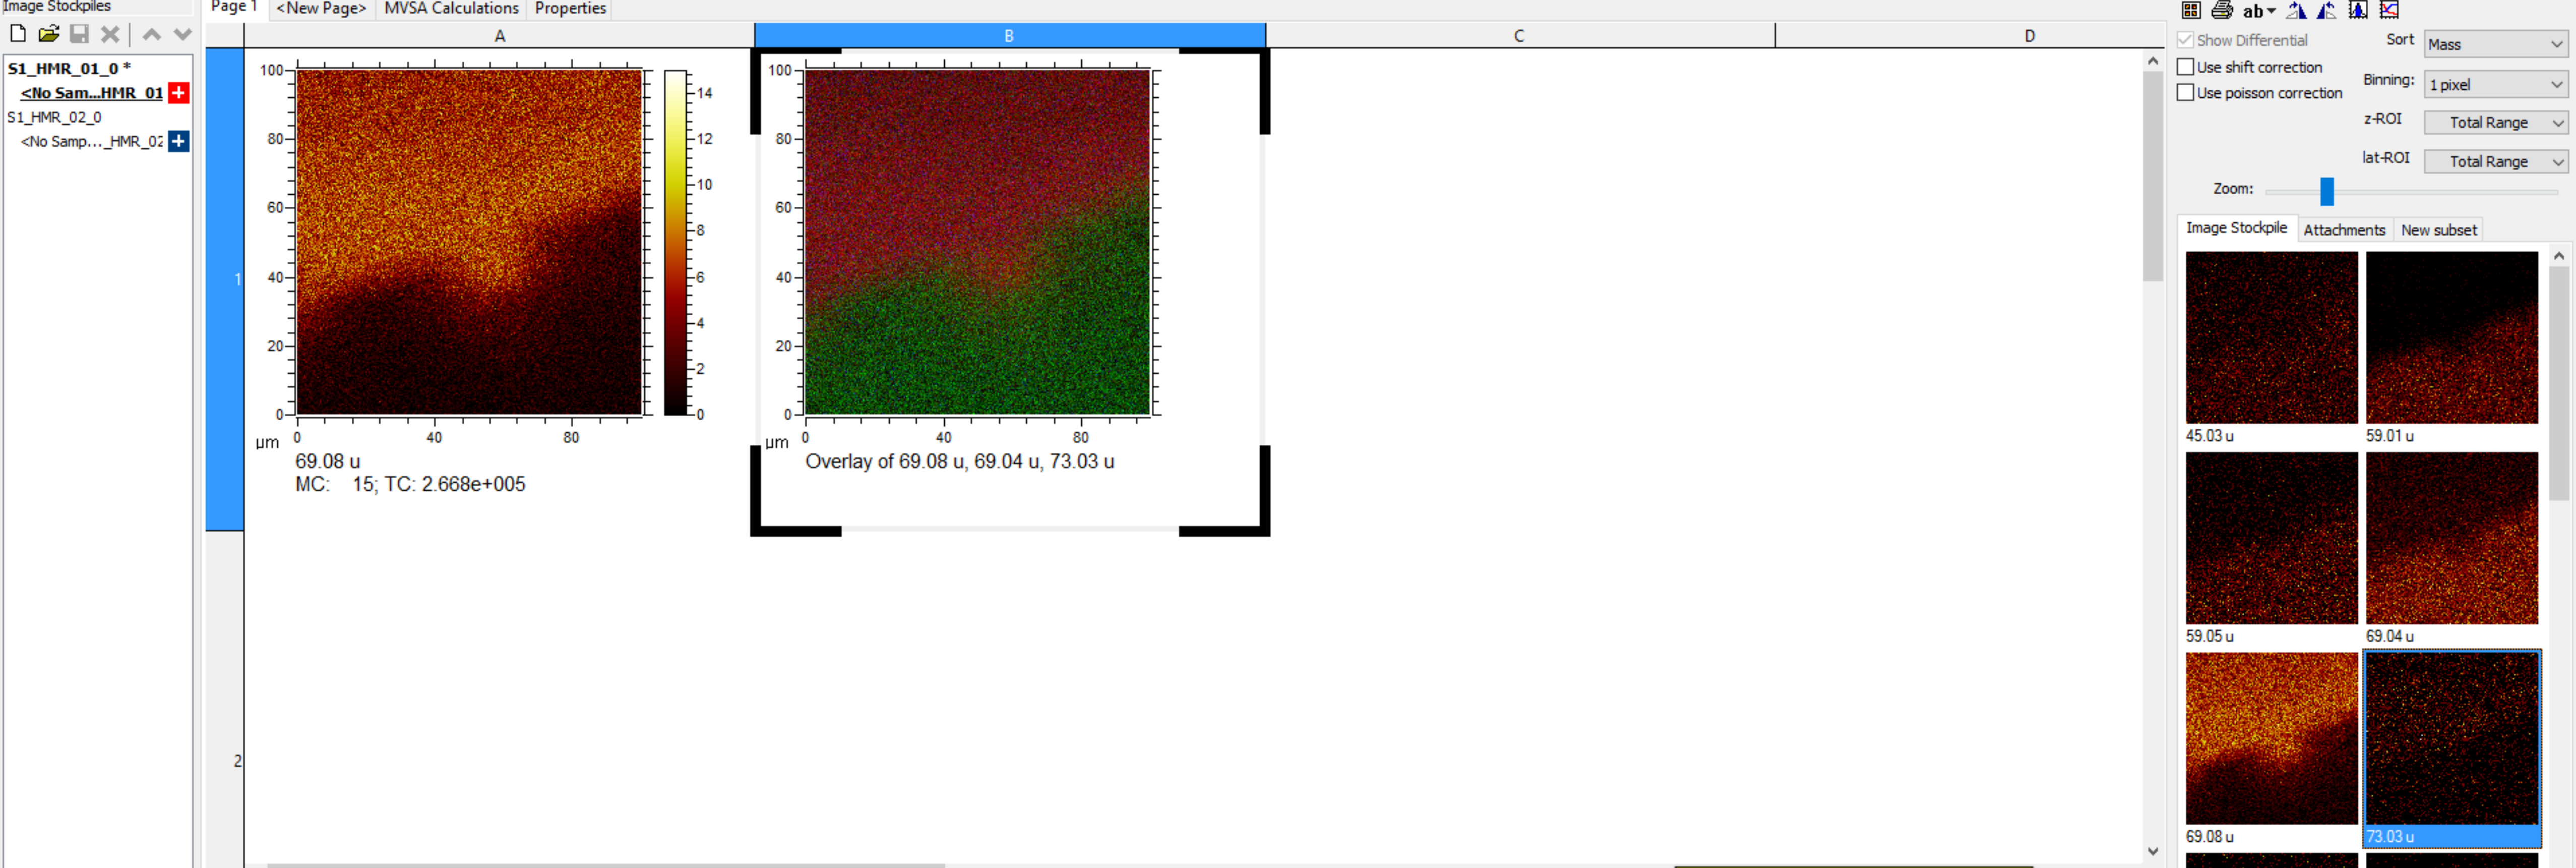 Image Stockpiles
S1_HMR_01_0 *
<No Sam...HMR_01
S1_HMR_02_0
<No Samp..._HMR_02
Page 1 <New Page> MVSA Calculations Properties
A B C D
1
100
80
60
40
20
0
µm 0 40 80
14
12
10
8
6
4
2
0
69.08 u
MC: 15; TC: 2.668e+005
100
80
60
40
20
0
µm 0 40 80
Overlay of 69.08 u, 69.04 u, 73.03 u
2
ab
Show Differential
Use shift correction
Use poisson correction
Sort Mass
Binning: 1 pixel
z-ROI Total Range
lat-ROI Total Range
Zoom:
Image Stockpile Attachments New subset
45.03 u 59.01 u
59.05 u 69.04 u
69.08 u 73.03 u